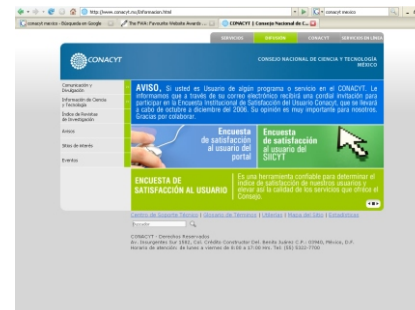 http://www.conacyt.mx/Difumacion.html
conacyt mexico
conacyt mexico - Búsqueda en Google
The PHM Favourite Website Awards ...
CONACYT | Consejo Nacional de C...
SERVICIOS
DIFUSIÓN
CONACYT
SERVICIOS EN LÍNEA
CONACYT
CONSEJO NACIONAL DE CIENCIA Y TECNOLOGÍA
MÉXICO
Comunicación y Divulgación
Información de Ciencia y Tecnología
Índice de Revistas de Investigación
Avisos
Sitios de interés
Eventos
AVISO, Si usted es Usuario de algún programa o servicio en el CONACYT. Le
informamos que a través de su correo electrónico recibirá una cordial invitación para
participar en la Encuesta Institucional de Satisfacción del Usuario Conacyt, que se llevará
a cabo de octubre a diciembre de 2006. Su opinión es muy importante para nosotros.
Gracias por colaborar.
Encuesta
de satisfacción
al usuario del
portal
Encuesta
de satisfacción
al usuario del
SIICYT
ENCUESTA DE
SATISFACCIÓN AL USUARIO
Es una herramienta confiable para determinar el
índice de satisfacción de nuestros usuarios y
elevar así la calidad de los servicios que ofrece el
Consejo.
Centro de Soporte Técnico | Glosario de Términos | Librerías | Mapa del Sitio | Estadísticas
Buscador
CONACYT - Derechos Reservados
Av. Insurgentes Sur 1582, Col. Crédito Constructor Del. Benito Juárez C.P.: 03940, México, D.F.
Horario de atención: de lunes a viernes de 9:00 a 17:00 hrs. Tel: (55) 5322-7700